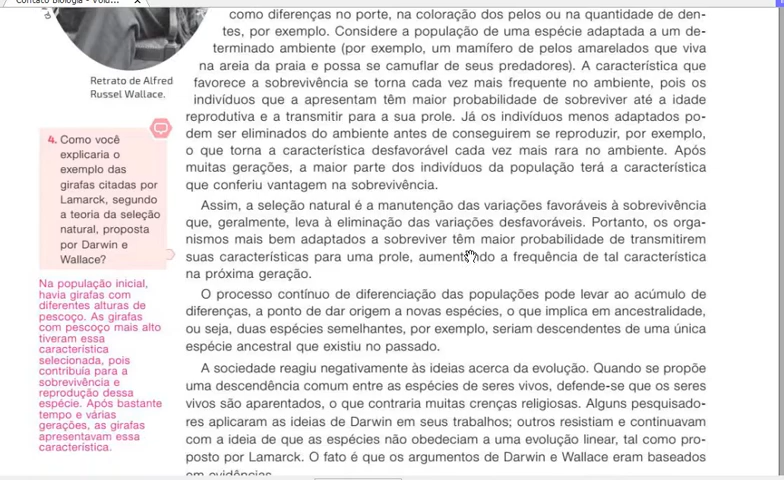 Contato Biologia - Volu...
como diferenças no porte, na coloração dos pelos ou na quantidade de den-
tes, por exemplo. Considere a população de uma espécie adaptada a um de-
terminado ambiente (por exemplo, um mamífero de pelos amarelados que viva
na areia da praia e possa se camuflar de seus predadores). A característica que
favorece a sobrevivência se torna cada vez mais frequente no ambiente, pois os
indivíduos que a apresentam têm maior probabilidade de sobreviver até a idade
reprodutiva e a transmitir para a sua prole. Já os indivíduos menos adaptados po-
dem ser eliminados do ambiente antes de conseguirem se reproduzir, por exemplo,
o que torna a característica desfavorável cada vez mais rara no ambiente. Após
muitas gerações, a maior parte dos indivíduos da população terá a característica
que conferiu vantagem na sobrevivência.
Assim, a seleção natural é a manutenção das variações favoráveis à sobrevivência
que, geralmente, leva à eliminação das variações desfavoráveis. Portanto, os orga-
nismos mais bem adaptados a sobreviver têm maior probabilidade de transmitirem
suas características para uma prole, aumentando a frequência de tal característica
na próxima geração.
O processo contínuo de diferenciação das populações pode levar ao acúmulo de
diferenças, a ponto de dar origem a novas espécies, o que implica em ancestralidade,
ou seja, duas espécies semelhantes, por exemplo, seriam descendentes de uma única
espécie ancestral que existiu no passado.
A sociedade reagiu negativamente às ideias acerca da evolução. Quando se propõe
uma descendência comum entre as espécies de seres vivos, defende-se que os seres
vivos são aparentados, o que contraria muitas crenças religiosas. Alguns pesquisado-
res aplicaram as ideias de Darwin em seus trabalhos; outros resistiam e continuavam
com a ideia de que as espécies não obedeciam a uma evolução linear, tal como pro-
posto por Lamarck. O fato é que os argumentos de Darwin e Wallace eram baseados
em evidências.
Retrato de Alfred
Russel Wallace.
4. Como você
explicaria o
exemplo das
girafas citadas por
Lamarck, segundo
a teoria da seleção
natural, proposta
por Darwin e
Wallace?
Na população inicial,
havia girafas com
diferentes alturas de
pescoço. As girafas
com pescoço mais alto
tiveram essa
característica
selecionada, pois
contribuía para a
sobrevivência e
reprodução dessa
espécie. Após bastante
tempo e várias
gerações, as girafas
apresentavam essa
característica.